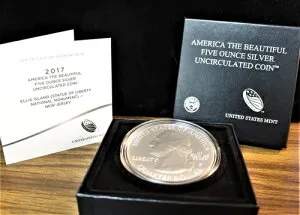 2017
AMERICA THE BEAUTIFUL
FIVE OUNCE SILVER
UNCIRCULATED COIN
ELLIS ISLAND (STATUE OF LIBERTY
NATIONAL MONUMENT) –
NEW JERSEY
AMERICA THE BEAUTIFUL
FIVE OUNCE SILVER
UNCIRCULATED COIN™
UNITED STATES MINT
LIBERTY
QUARTER DOLLAR